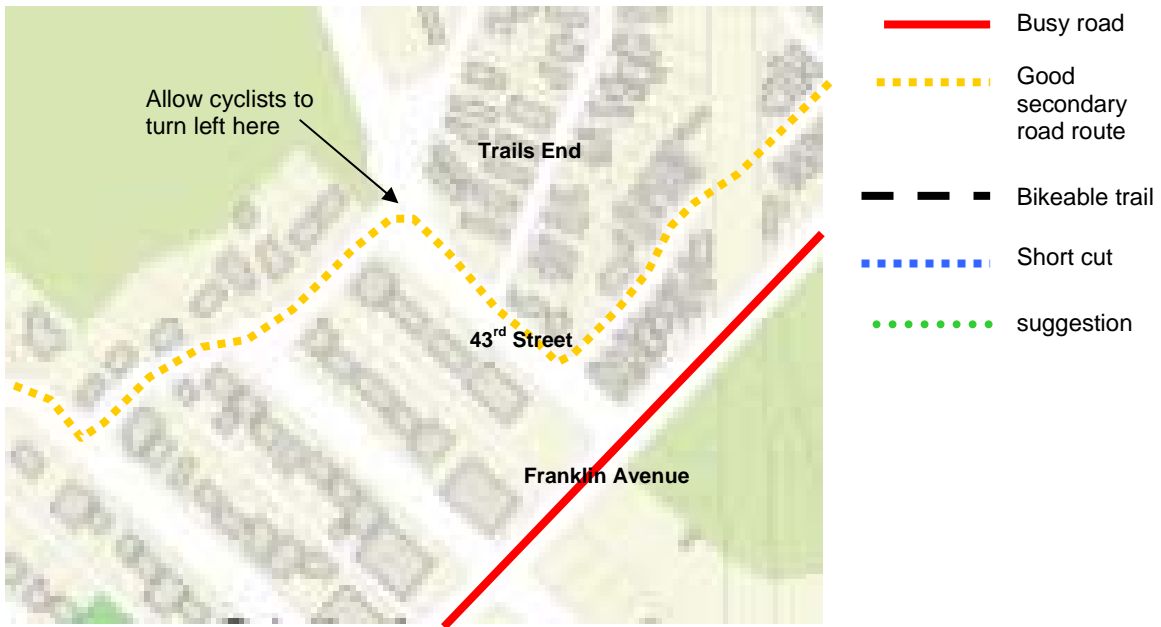 Allow cyclists to
turn left here
Trails End
43rd Street
Franklin Avenue
Busy road
Good
secondary
road route
Bikeable trail
Short cut
suggestion